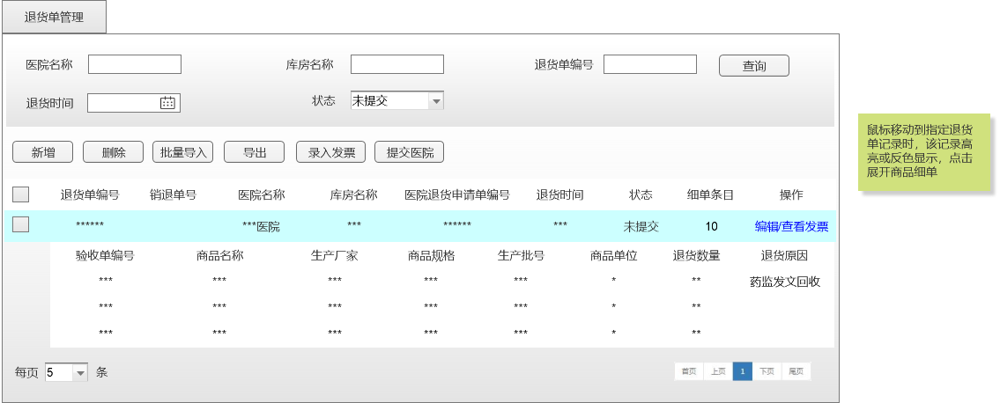 退货单管理
医院名称 库房名称 退货单编号 查询
退货时间 状态 未提交
新增 删除 批量导入 导出 录入发票 提交医院
退货单编号 销退单号 医院名称 库房名称 医院退货申请单编号 退货时间 状态 细单条目 操作
****** ***医院 *** ****** *** 未提交 10 编辑/查看发票
验收单编号 商品名称 生产厂家 商品规格 生产批号 商品单位 退货数量 退货原因
*** *** *** *** *** * ** 药监发文回收
*** *** *** *** *** * **
*** *** *** *** *** * **
每页 5 条 首页 上页 1 下页 尾页
鼠标移动到指定退货
单记录时，该记录高
亮或反色显示，点击
展开商品细单